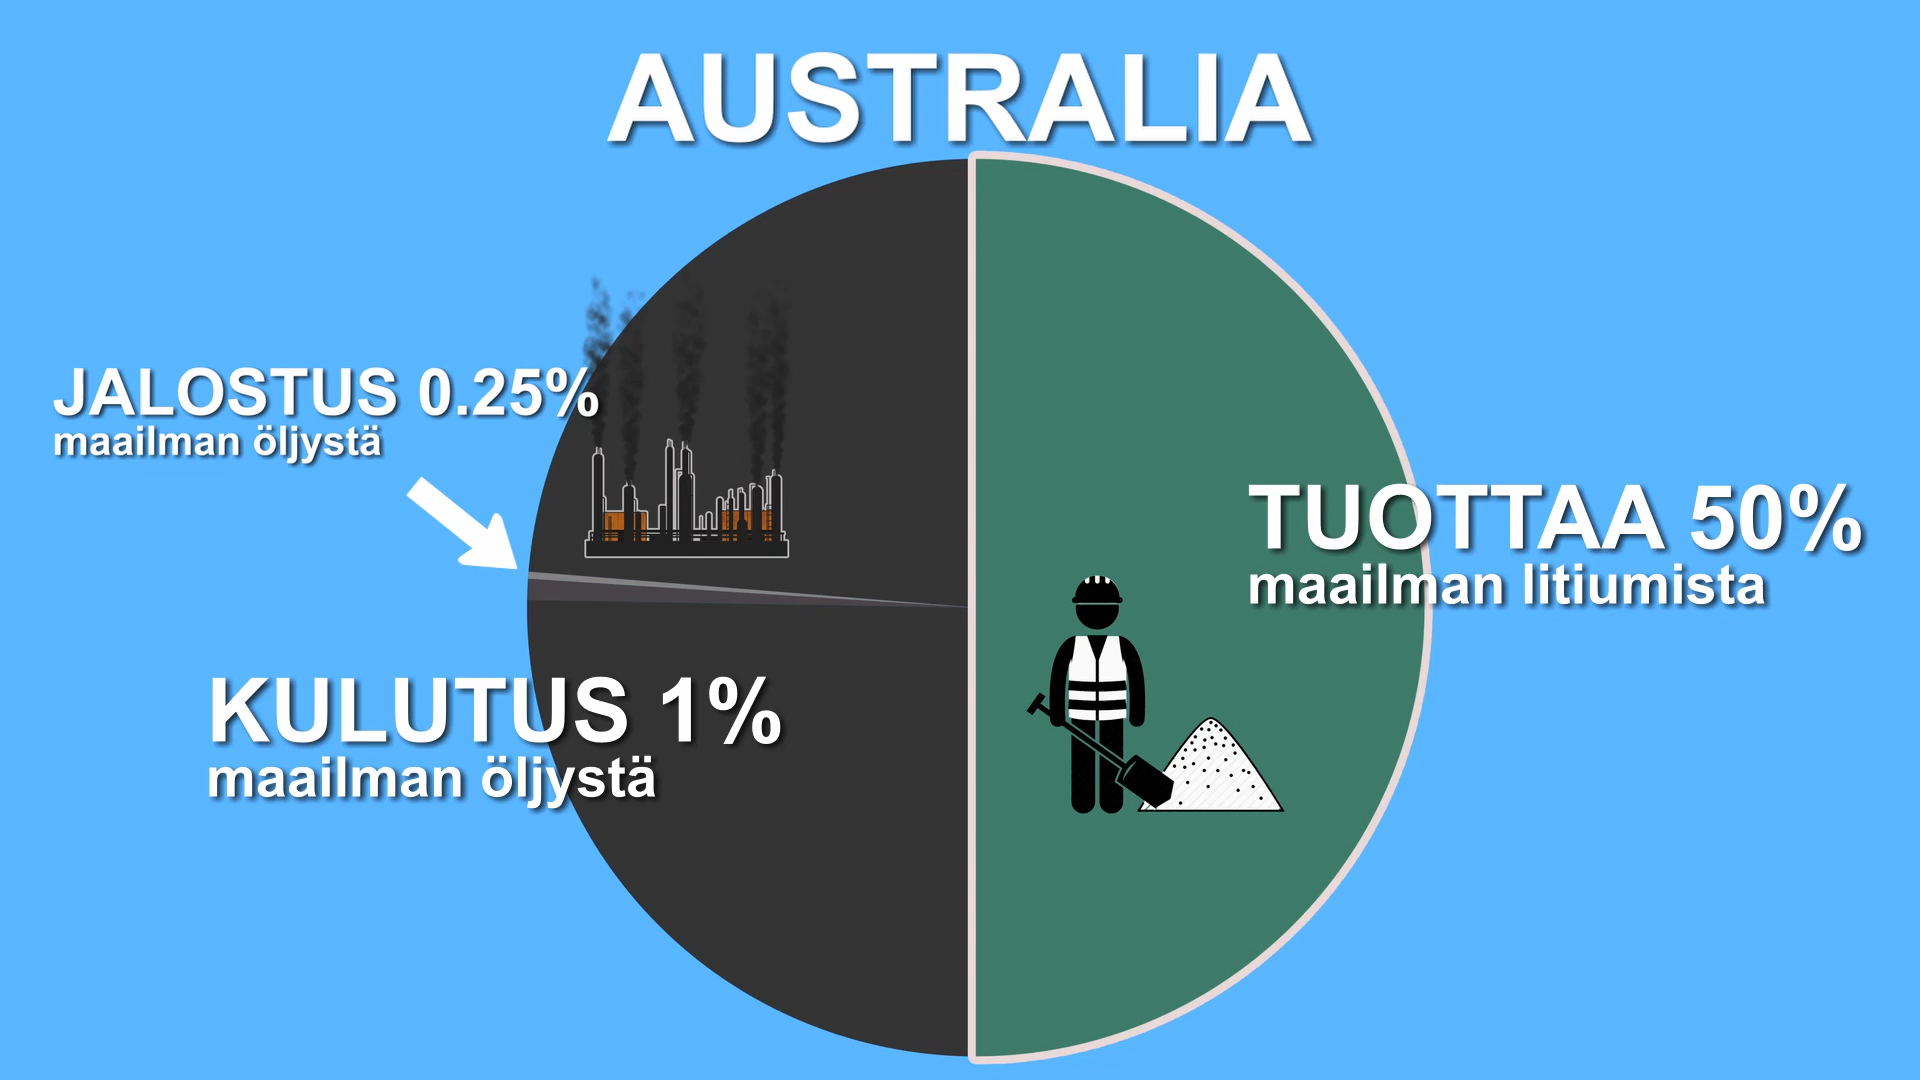 AUSTRALIA
JALOSTUS 0.25%
maailman öljystä
TUOTTAA 50%
maailman litiumista
KULUTUS 1%
maailman öljystä